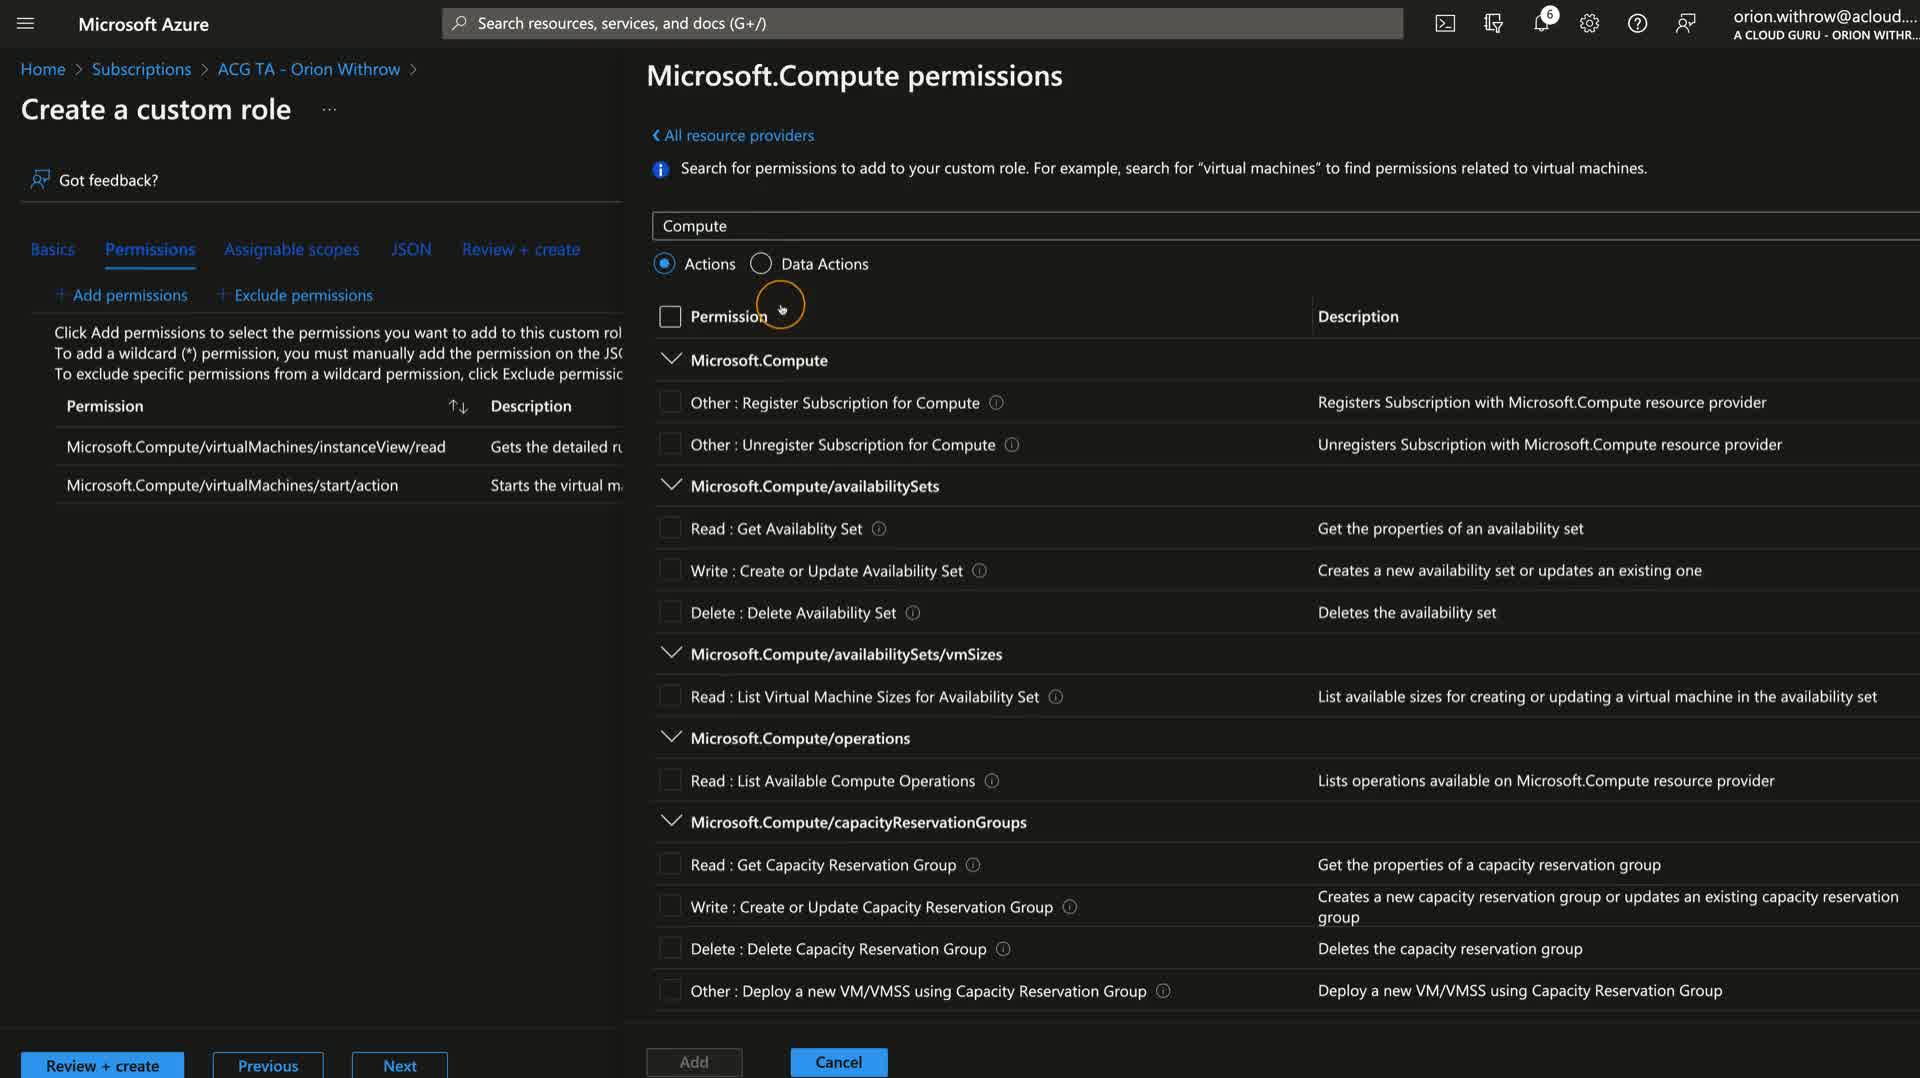 Microsoft Azure
Search resources, services, and docs (G+/)
6
orion.withrow@acloud....
A CLOUD GURU - ORION WITHR...
Home > Subscriptions > ACG TA - Orion Withrow >
Create a custom role ...
Got feedback?
Basics Permissions Assignable scopes JSON Review + create
+ Add permissions + Exclude permissions
Click Add permissions to select the permissions you want to add to this custom rol
To add a wildcard (*) permission, you must manually add the permission on the JSO
To exclude specific permissions from a wildcard permission, click Exclude permissic
Permission Description
Microsoft.Compute/virtualMachines/instanceView/read Gets the detailed ru
Microsoft.Compute/virtualMachines/start/action Starts the virtual m
Review + create Previous Next
Microsoft.Compute permissions
All resource providers
Search for permissions to add to your custom role. For example, search for “virtual machines” to find permissions related to virtual machines.
Compute
Actions Data Actions
Permission Description
Microsoft.Compute
Other : Register Subscription for Compute Registers Subscription with Microsoft.Compute resource provider
Other : Unregister Subscription for Compute Unregisters Subscription with Microsoft.Compute resource provider
Microsoft.Compute/availabilitySets
Read : Get Availablity Set Get the properties of an availability set
Write : Create or Update Availability Set Creates a new availability set or updates an existing one
Delete : Delete Availability Set Deletes the availability set
Microsoft.Compute/availabilitySets/vmSizes
Read : List Virtual Machine Sizes for Availability Set List available sizes for creating or updating a virtual machine in the availability set
Microsoft.Compute/operations
Read : List Available Compute Operations Lists operations available on Microsoft.Compute resource provider
Microsoft.Compute/capacityReservationGroups
Read : Get Capacity Reservation Group Get the properties of a capacity reservation group
Write : Create or Update Capacity Reservation Group Creates a new capacity reservation group or updates an existing capacity reservation
group
Delete : Delete Capacity Reservation Group Deletes the capacity reservation group
Other : Deploy a new VM/VMSS using Capacity Reservation Group Deploy a new VM/VMSS using Capacity Reservation Group
Add Cancel